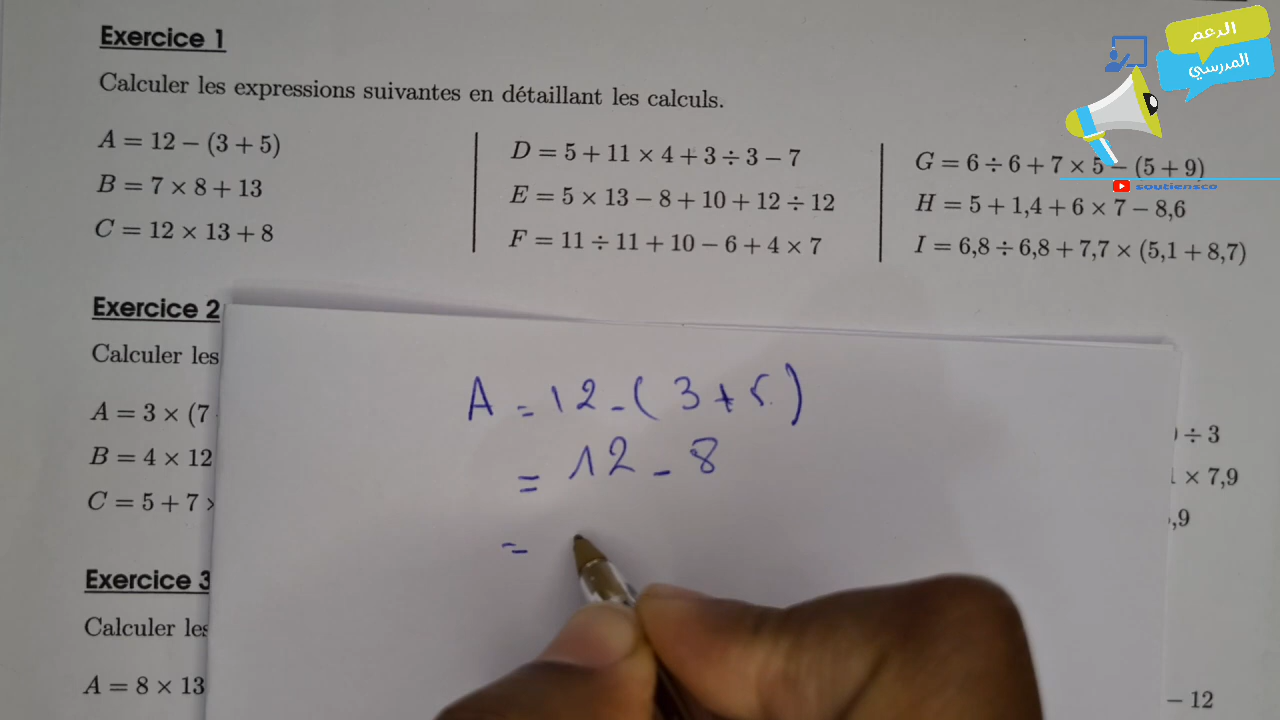 الدعم
المدرسي
soutiensco
Exercice 1
Calculer les expressions suivantes en détaillant les calculs.
A = 12 − (3 + 5)
B = 7 × 8 + 13
C = 12 × 13 + 8
D = 5 + 11 × 4 + 3 ÷ 3 − 7
E = 5 × 13 − 8 + 10 + 12 ÷ 12
F = 11 ÷ 11 + 10 − 6 + 4 × 7
G = 6 ÷ 6 + 7 × 5 − (5 + 9)
H = 5 + 1,4 + 6 × 7 − 8,6
I = 6,8 ÷ 6,8 + 7,7 × (5,1 + 8,7)
Exercice 2
Calculer les
A = 3 × (7
B = 4 × 12
C = 5 + 7 ×
) ÷ 3
× 7,9
,9
Exercice 3
Calculer les
A = 8 × 13
− 12
A = 12 - ( 3 + 5 )
= 12 - 8
=